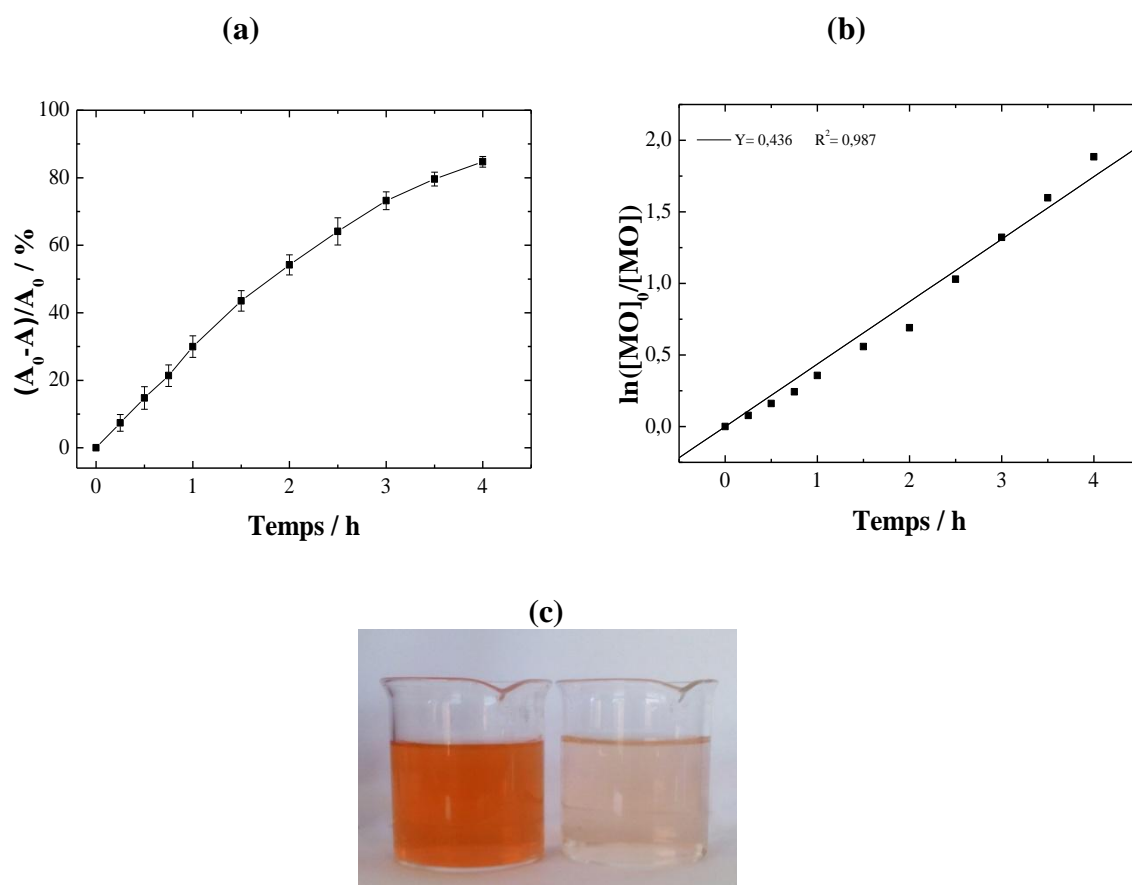 (a)
100
80
60
40
20
0
(A₀-A)/A₀ / %
0 1 2 3 4
Temps / h
(b)
Y= 0,436 R²= 0,987
2,0
1,5
1,0
0,5
0,0
ln([MO]₀/[MO])
0 1 2 3 4
Temps / h
(c)